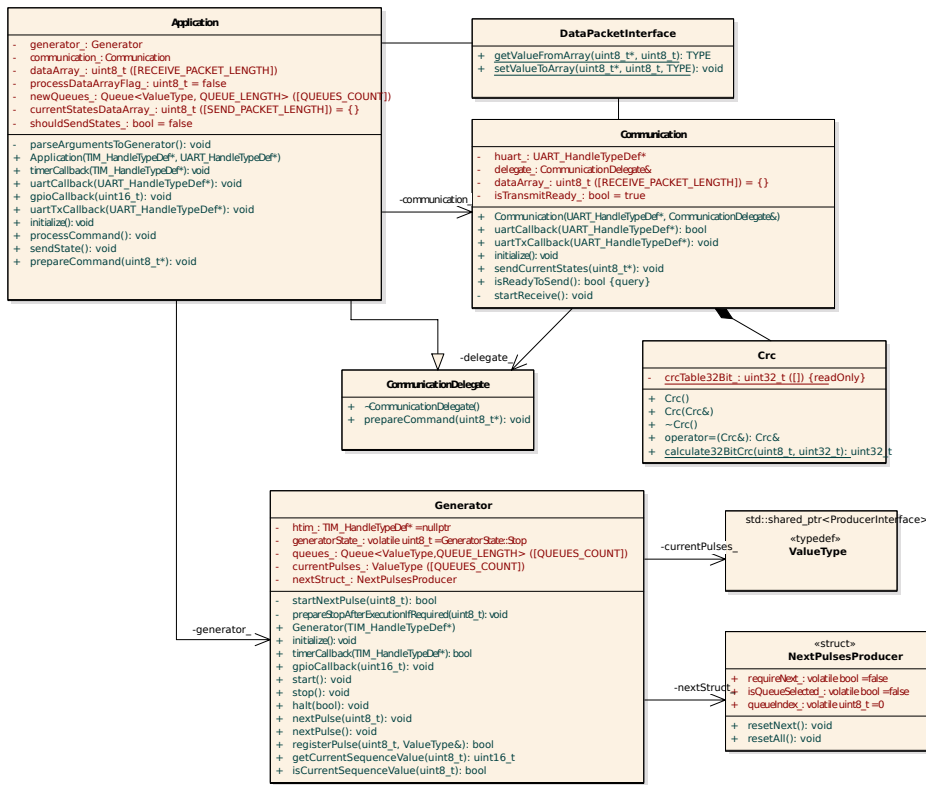 Application
- generator_: Generator
- communication_: Communication
- dataArray_: uint8_t ([RECEIVE_PACKET_LENGTH])
- processDataArrayFlag_: uint8_t = false
- newQueues_: Queue<ValueType, QUEUE_LENGTH> ([QUEUES_COUNT])
- currentStatesDataArray_: uint8_t ([SEND_PACKET_LENGTH]) = {}
- shouldSendStates_: bool = false
- parseArgumentsToGenerator(): void
+ Application(TIM_HandleTypeDef*, UART_HandleTypeDef*)
+ timerCallback(TIM_HandleTypeDef*): void
+ uartCallback(UART_HandleTypeDef*): void
+ gpioCallback(uint16_t): void
+ uartTxCallback(UART_HandleTypeDef*): void
+ initialize(): void
+ processCommand(): void
+ sendState(): void
+ prepareCommand(uint8_t*): void
DataPacketInterface
+ getValueFromArray(uint8_t*, uint8_t): TYPE
+ setValueToArray(uint8_t*, uint8_t, TYPE): void
-communication_
Communication
- huart_: UART_HandleTypeDef*
- delegate_: CommunicationDelegate&
- dataArray_: uint8_t ([RECEIVE_PACKET_LENGTH]) = {}
- isTransmitReady_: bool = true
+ Communication(UART_HandleTypeDef*, CommunicationDelegate&)
+ uartCallback(UART_HandleTypeDef*): bool
+ uartTxCallback(UART_HandleTypeDef*): void
+ initialize(): void
+ sendCurrentStates(uint8_t*): void
+ isReadyToSend(): bool {query}
- startReceive(): void
-delegate_
CommunicationDelegate
+ ~CommunicationDelegate()
+ prepareCommand(uint8_t*): void
Crc
- crcTable32Bit_: uint32_t ([]) {readOnly}
+ Crc()
+ Crc(Crc&)
+ ~Crc()
+ operator=(Crc&): Crc&
+ calculate32BitCrc(uint8_t, uint32_t): uint32_t
-generator_
Generator
- htim_: TIM_HandleTypeDef* =nullptr
- generatorState_: volatile uint8_t =GeneratorState::Stop
- queues_: Queue<ValueType,QUEUE_LENGTH> ([QUEUES_COUNT])
- currentPulses_: ValueType ([QUEUES_COUNT])
- nextStruct_: NextPulsesProducer
- startNextPulse(uint8_t): bool
- prepareStopAfterExecutionIfRequired(uint8_t): void
+ Generator(TIM_HandleTypeDef*)
+ initialize(): void
+ timerCallback(TIM_HandleTypeDef*): bool
+ gpioCallback(uint16_t): void
+ start(): void
+ stop(): void
+ halt(bool): void
+ nextPulse(uint8_t): void
+ nextPulse(): void
+ registerPulse(uint8_t, ValueType&): bool
+ getCurrentSequenceValue(uint8_t): uint16_t
+ isCurrentSequenceValue(uint8_t): bool
-currentPulses_
std::shared_ptr<ProducerInterface>
«typedef»
ValueType
-nextStruct_
«struct»
NextPulsesProducer
+ requireNext_: volatile bool =false
+ isQueueSelected_: volatile bool =false
+ queueIndex_: volatile uint8_t =0
+ resetNext(): void
+ resetAll(): void